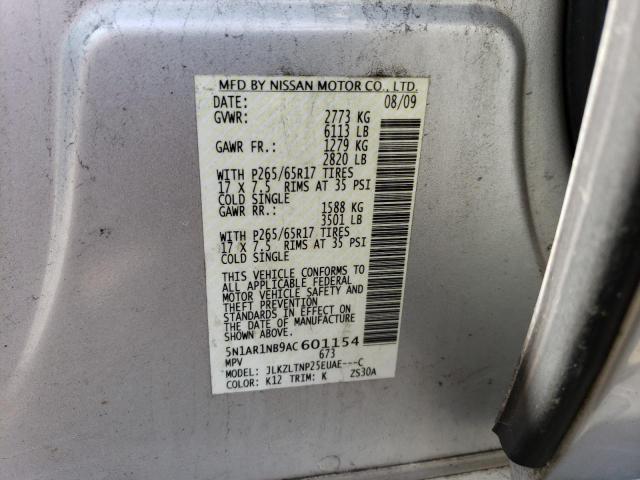 MFD BY NISSAN MOTOR CO., LTD.
DATE: 08/09
GVWR: 2773 KG
6113 LB
GAWR FR.: 1279 KG
2820 LB
WITH P265/65R17 TIRES
17 X 7.5 RIMS AT 35 PSI
COLD SINGLE
GAWR RR.: 1588 KG
3501 LB
WITH P265/65R17 TIRES
17 X 7.5 RIMS AT 35 PSI
COLD SINGLE
THIS VEHICLE CONFORMS TO
ALL APPLICABLE FEDERAL
MOTOR VEHICLE SAFETY AND
THEFT PREVENTION
STANDARDS IN EFFECT ON
THE DATE OF MANUFACTURE
SHOWN ABOVE.
5N1AR1NB9AC601154
MPV 673
MODEL: JLKZLTNP25EUAE---C
COLOR: K12 TRIM: K ZS30A